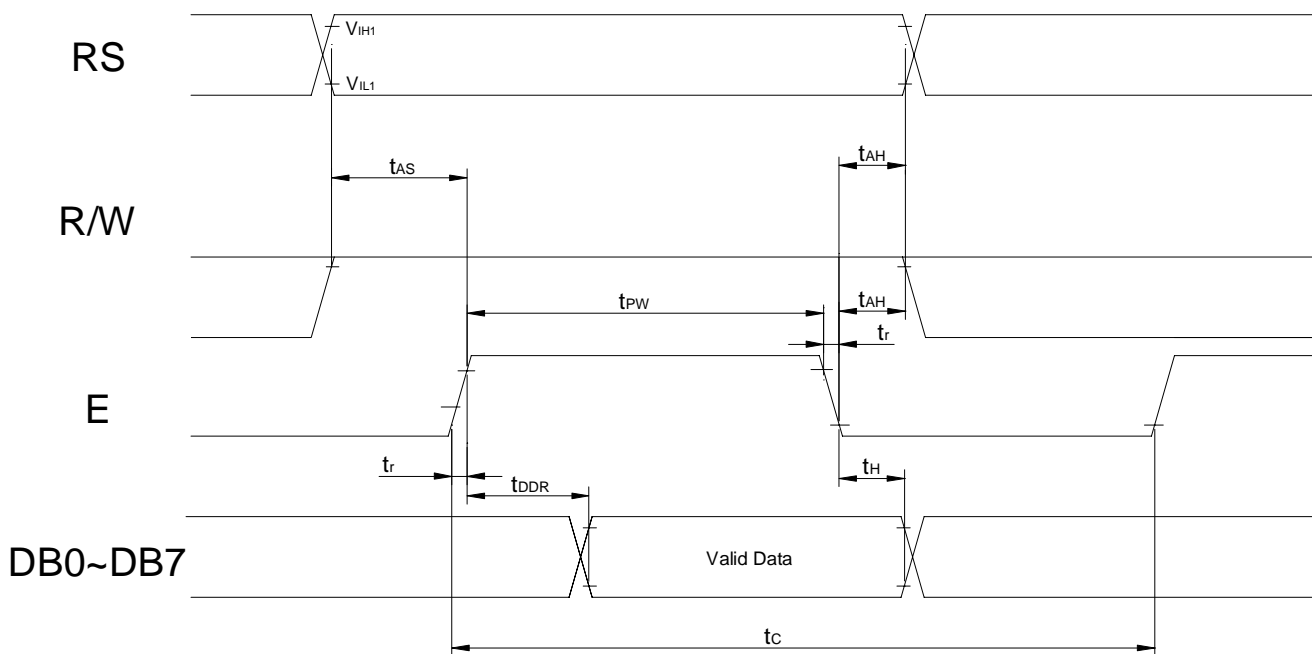 RS
VIH1
VIL1
tAS
tAH
R/W
tPW
tAH
tr
E
tr
tDDR
tH
DB0~DB7
Valid Data
tC